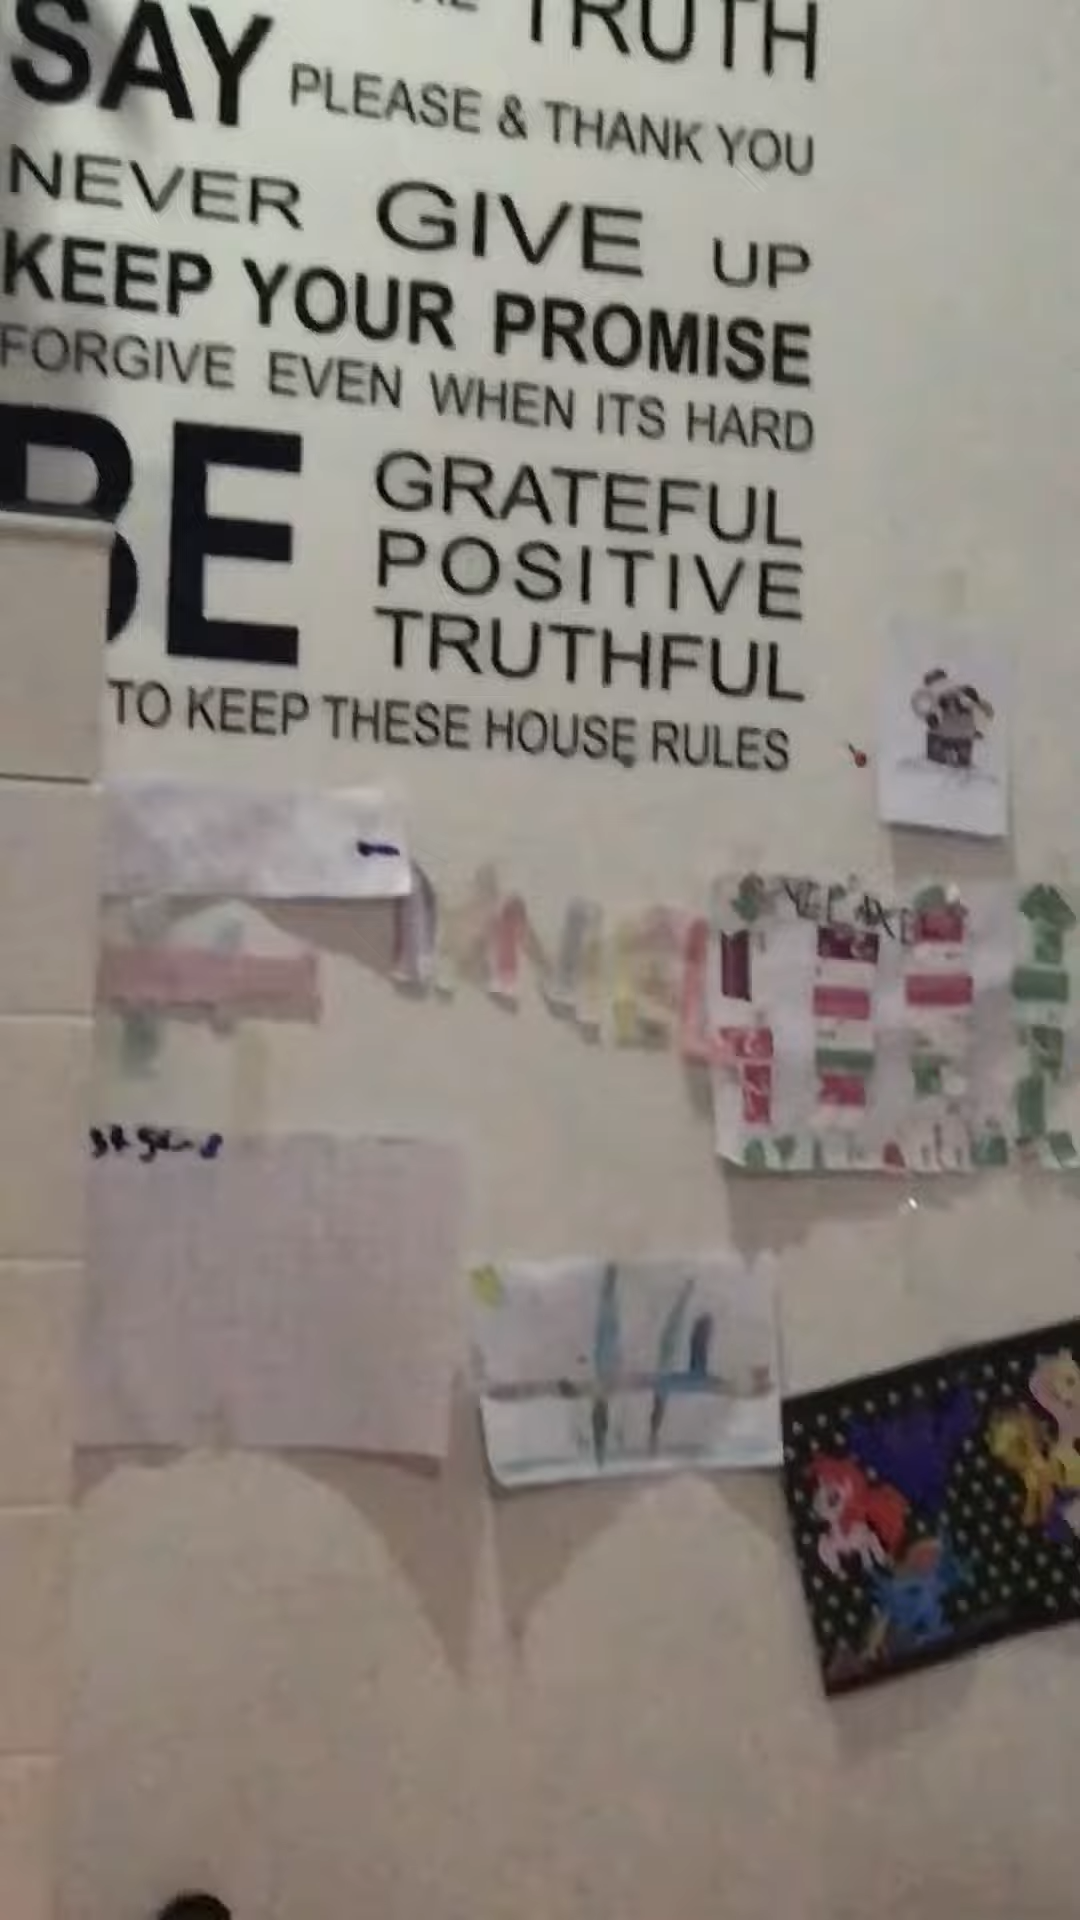 TRUTH
SAY PLEASE & THANK YOU
NEVER GIVE UP
KEEP YOUR PROMISE
FORGIVE EVEN WHEN ITS HARD
BE GRATEFUL
POSITIVE
TRUTHFUL
TO KEEP THESE HOUSE RULES